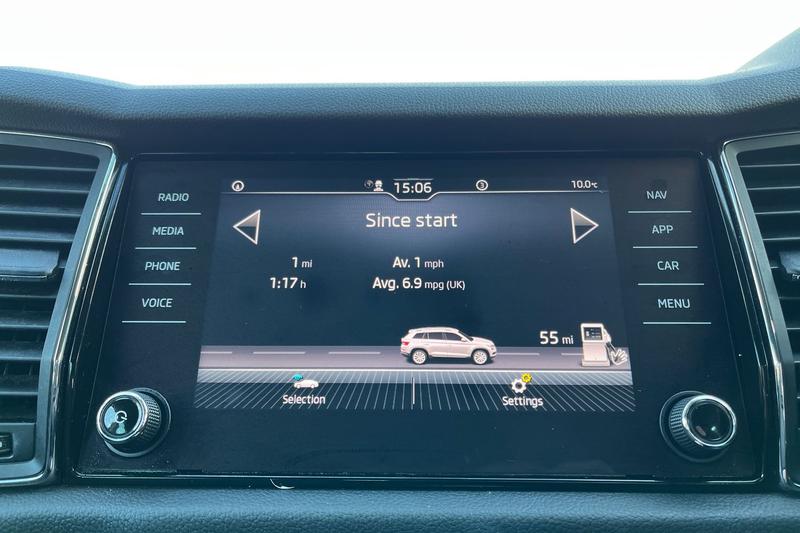 15:06
3
10.0°C
RADIO
MEDIA
PHONE
VOICE
Since start
1 mi
Av. 1 mph
1:17 h
Avg. 6.9 mpg (UK)
55 mi
Selection
Settings
NAV
APP
CAR
MENU